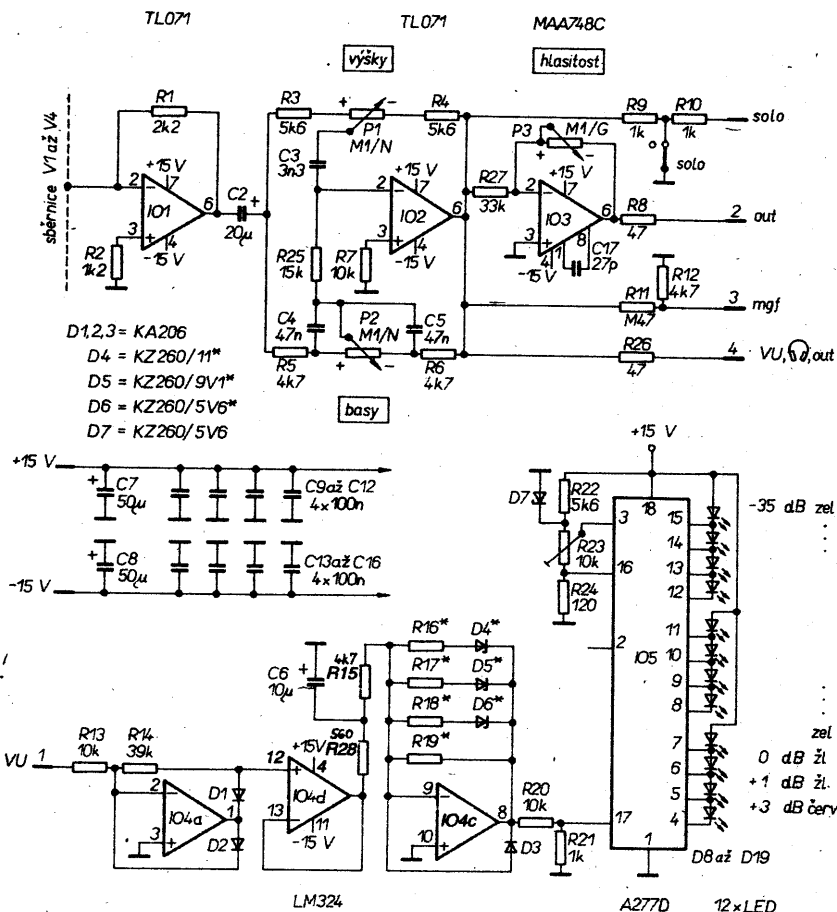 TL071
TL071
MAA748C
výšky
hlasitost
sběrnice V1 až V4
R1
2k2
R3
5k6
+
P1
M1/N
-
R4
5k6
P3
+
M1/G
-
R9
1k
R10
1k
solo
solo
C3
3n3
2
-
+15 V
7
IO1
6
3
+
4
-15 V
R2
1k2
C2
+
20µ
2
-
+15 V
7
IO2
6
3
+
4
-15 V
R25
15k
R7
10k
R27
33k
2
-
+15 V
7
IO3
6
3
+
4
1
8
-15 V
C17
27p
R8
47
2
out
R12
4k7
R11
M47
3
mgf
C4
47n
P2
M1/N
+
-
C5
47n
R5
4k7
R6
4k7
R26
47
4
VU, Ω, out
basy
D1,2,3 = KA206
D4 = KZ260/11*
D5 = KZ260/9V1*
D6 = KZ260/5V6*
D7 = KZ260/5V6
+15 V
+
C7
50µ
C9 až C12
4×100n
+
C8
50µ
C13 až C16
4×100n
-15 V
+15 V
D7
R22
5k6
R23
10k
R24
120
3
16
2
17
18
IO5
1
15
14
13
12
11
10
9
8
7
6
5
4
-35 dB zel
zel
0 dB žl
+1 dB žl.
+3 dB červ
D8 až D19
VU
1
R13
10k
R14
39k
2
-
IO4a
1
3
+
D1
D2
12
+
+15V
4
IO4d
13
-
11
-15 V
C6
+
10µ
4k7
R15
560
R28
R16*
D4*
R17*
D5*
R18*
D6*
R19*
9
-
IO4c
8
10
+
D3
R20
10k
R21
1k
LM324
A277D
12×LED